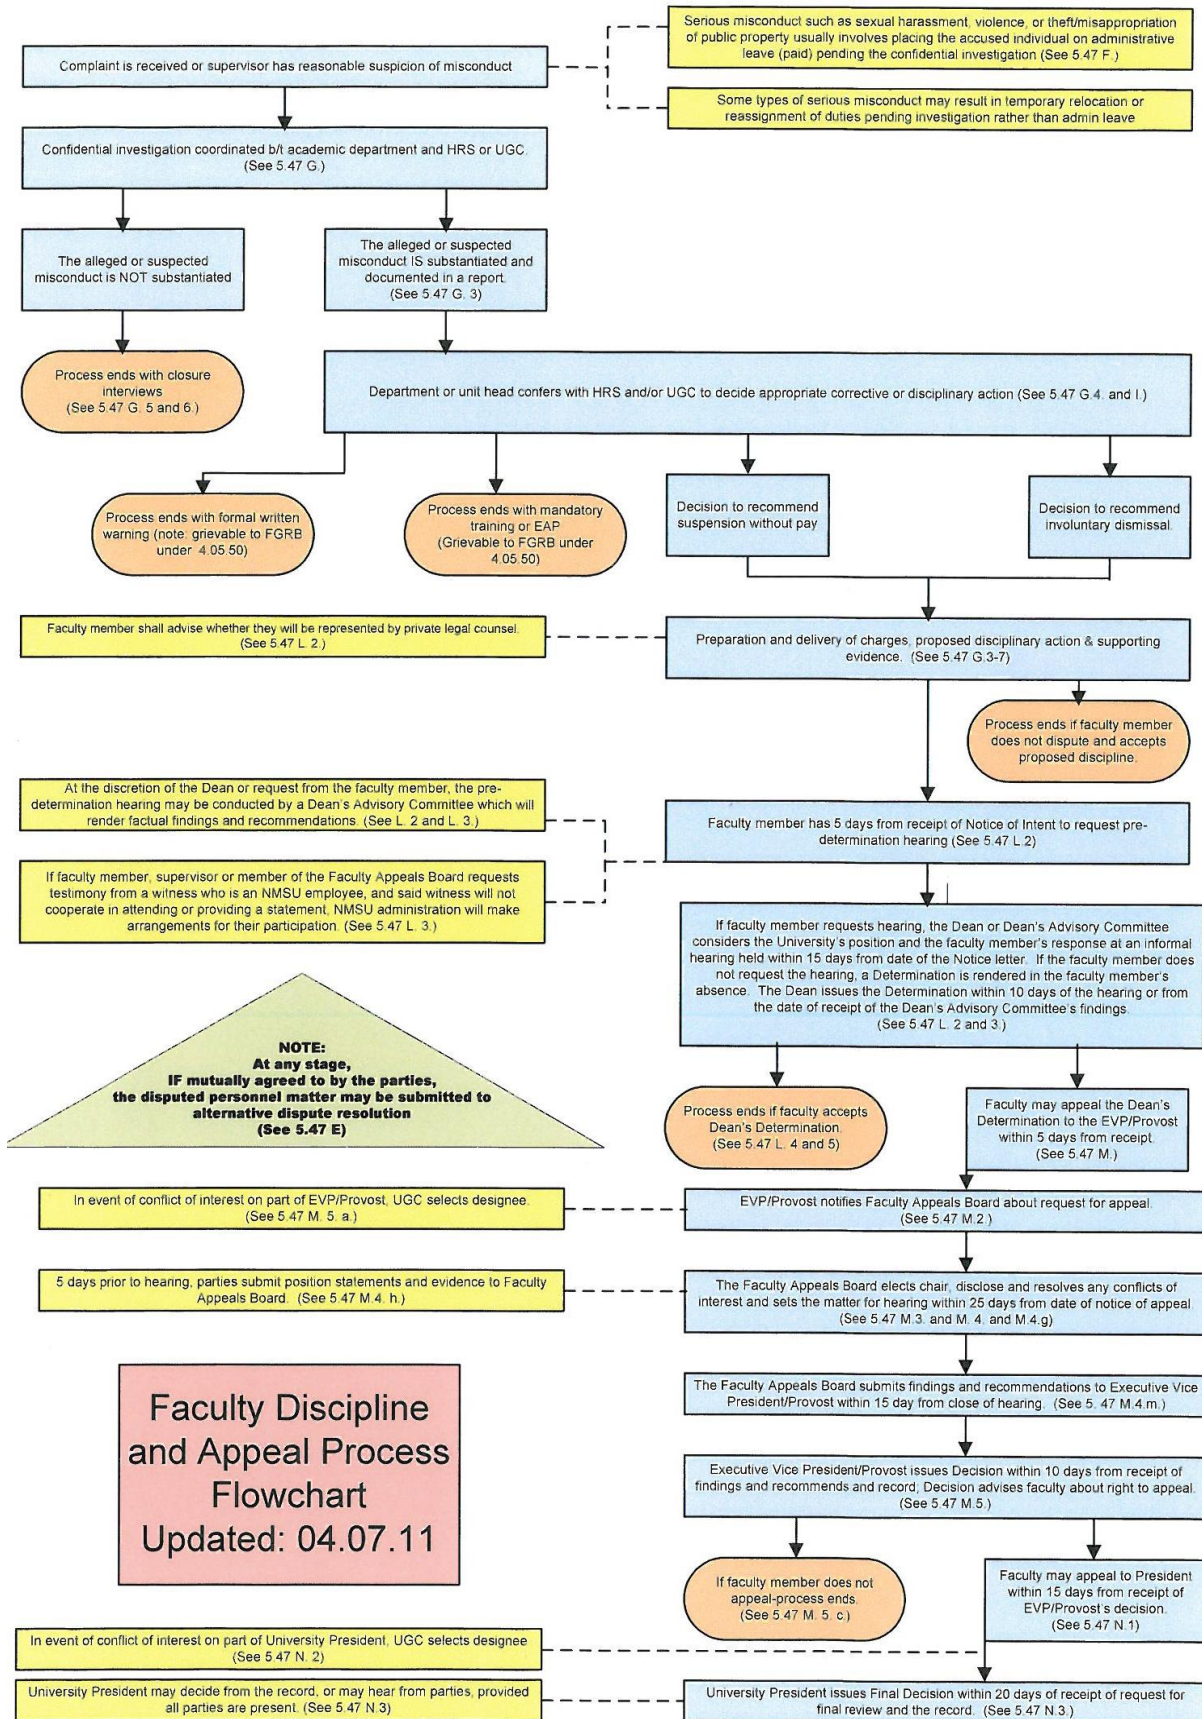 Serious misconduct such as sexual harassment, violence, or theft/misappropriation
of public property usually involves placing the accused individual on administrative
leave (paid) pending the confidential investigation (See 5.47 F.)
Complaint is received or supervisor has reasonable suspicion of misconduct
Some types of serious misconduct may result in temporary relocation or
reassignment of duties pending investigation rather than admin leave
Confidential investigation coordinated b/t academic department and HRS or UGC.
(See 5.47 G.)
The alleged or suspected
misconduct is NOT substantiated
The alleged or suspected
misconduct IS substantiated and
documented in a report.
(See 5.47 G. 3)
Process ends with closure
interviews
(See 5.47 G. 5 and 6.)
Department or unit head confers with HRS and/or UGC to decide appropriate corrective or disciplinary action (See 5.47 G.4. and I.)
Process ends with formal written
warning (note: grievable to FGRB
under 4.05.50)
Process ends with mandatory
training or EAP
(Grievable to FGRB under
4.05.50)
Decision to recommend
suspension without pay
Decision to recommend
involuntary dismissal.
Faculty member shall advise whether they will be represented by private legal counsel.
(See 5.47 L. 2.)
Preparation and delivery of charges, proposed disciplinary action & supporting
evidence. (See 5.47 G.3-7)
Process ends if faculty member
does not dispute and accepts
proposed discipline.
At the discretion of the Dean or request from the faculty member, the pre-
determination hearing may be conducted by a Dean's Advisory Committee which will
render factual findings and recommendations. (See L. 2 and L. 3.)
Faculty member has 5 days from receipt of Notice of Intent to request pre-
determination hearing (See 5.47 L.2)
If faculty member, supervisor or member of the Faculty Appeals Board requests
testimony from a witness who is an NMSU employee, and said witness will not
cooperate in attending or providing a statement, NMSU administration will make
arrangements for their participation. (See 5.47 L. 3.)
If faculty member requests hearing, the Dean or Dean's Advisory Committee
considers the University's position and the faculty member's response at an informal
hearing held within 15 days from date of the Notice letter. If the faculty member does
not request the hearing, a Determination is rendered in the faculty member's
absence. The Dean issues the Determination within 10 days of the hearing or from
the date of receipt of the Dean's Advisory Committee's findings.
(See 5.47 L. 2 and 3.)
NOTE:
At any stage,
IF mutually agreed to by the parties,
the disputed personnel matter may be submitted to
alternative dispute resolution
(See 5.47 E)
Process ends if faculty accepts
Dean's Determination.
(See 5.47 L. 4 and 5)
Faculty may appeal the Dean's
Determination to the EVP/Provost
within 5 days from receipt.
(See 5.47 M.)
In event of conflict of interest on part of EVP/Provost, UGC selects designee.
(See 5.47 M. 5. a.)
EVP/Provost notifies Faculty Appeals Board about request for appeal.
(See 5.47 M.2.)
5 days prior to hearing, parties submit position statements and evidence to Faculty
Appeals Board. (See 5.47 M.4. h.)
The Faculty Appeals Board elects chair, disclose and resolves any conflicts of
interest and sets the matter for hearing within 25 days from date of notice of appeal.
(See 5.47 M.3. and M. 4. and M.4.g)
Faculty Discipline
and Appeal Process
Flowchart
Updated: 04.07.11
The Faculty Appeals Board submits findings and recommendations to Executive Vice
President/Provost within 15 day from close of hearing. (See 5. 47 M.4.m.)
Executive Vice President/Provost issues Decision within 10 days from receipt of
findings and recommends and record; Decision advises faculty about right to appeal.
(See 5.47 M.5.)
If faculty member does not
appeal-process ends.
(See 5.47 M. 5. c.)
Faculty may appeal to President
within 15 days from receipt of
EVP/Provost's decision.
(See 5.47 N.1)
In event of conflict of interest on part of University President, UGC selects designee
(See 5.47 N. 2)
University President may decide from the record, or may hear from parties, provided
all parties are present. (See 5.47 N.3)
University President issues Final Decision within 20 days of receipt of request for
final review and the record. (See 5.47 N.3.)